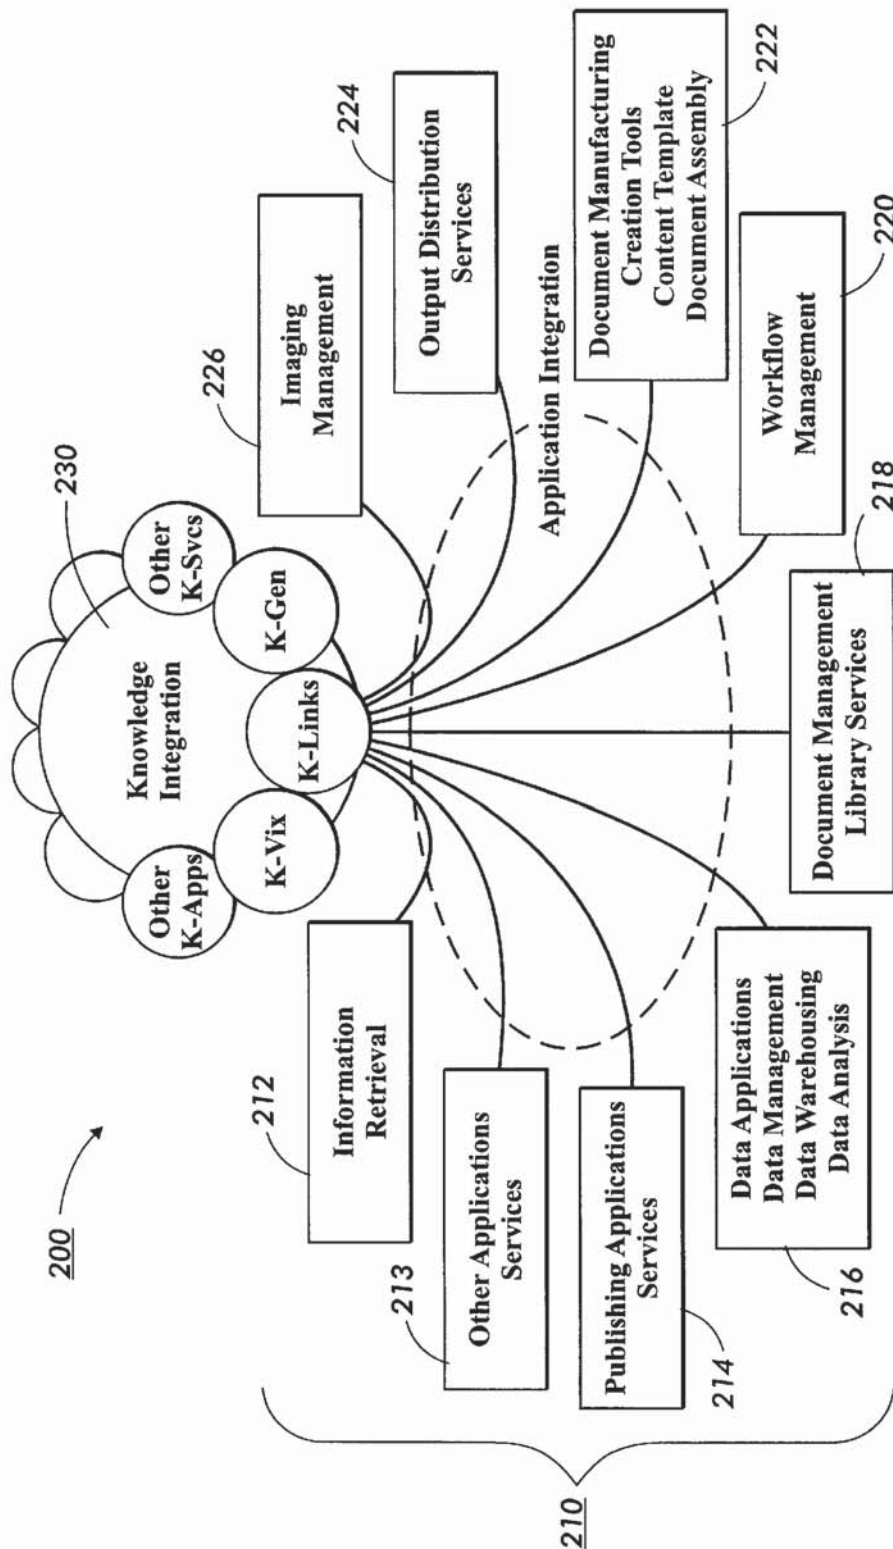 200
230
Knowledge
Integration
Other
K-Apps
K-Vix
K-Links
K-Gen
Other
K-Svcs
212
Information
Retrieval
226
Imaging
Management
213
Other Applications
Services
224
Output Distribution
Services
Application Integration
210
214
Publishing Applications
Services
222
Document Manufacturing
Creation Tools
Content Template
Document Assembly
216
Data Applications
Data Management
Data Warehousing
Data Analysis
218
Document Management
Library Services
220
Workflow
Management